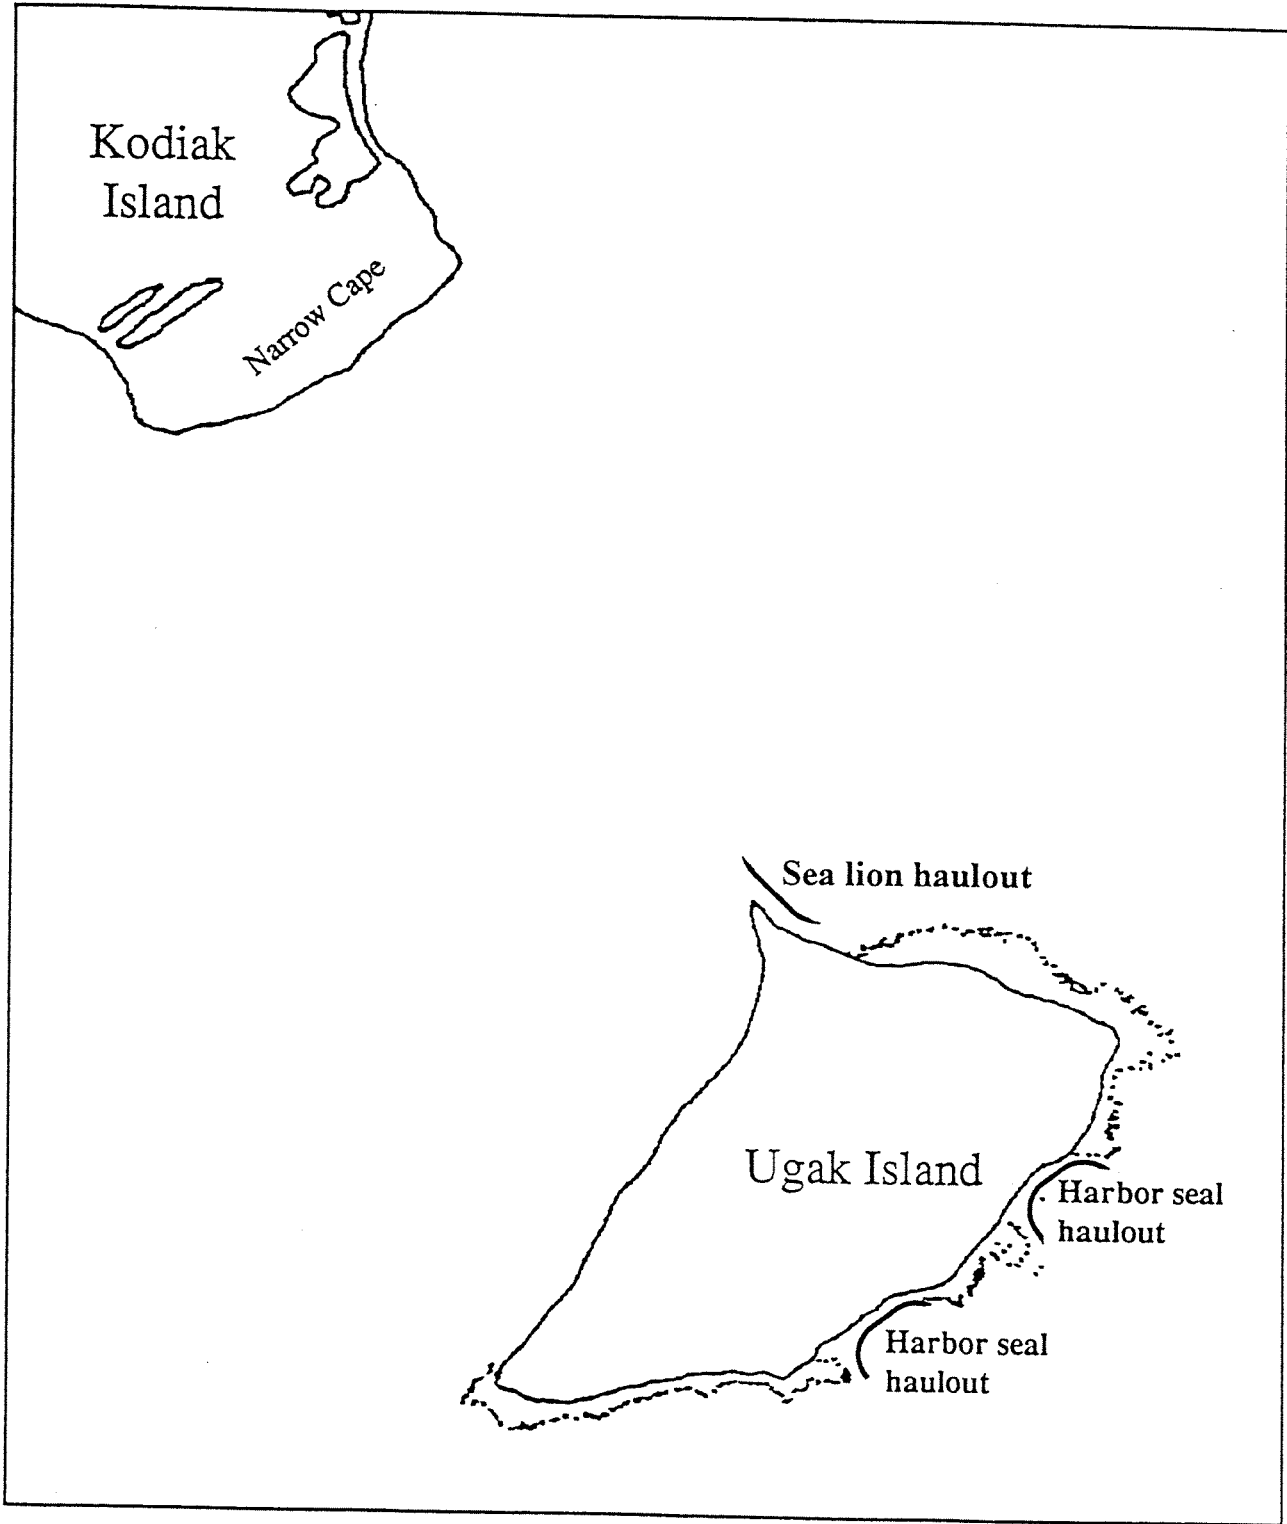 Kodiak
Island
Narrow Cape
Sea lion haulout
Ugak Island
Harbor seal
haulout
Harbor seal
haulout